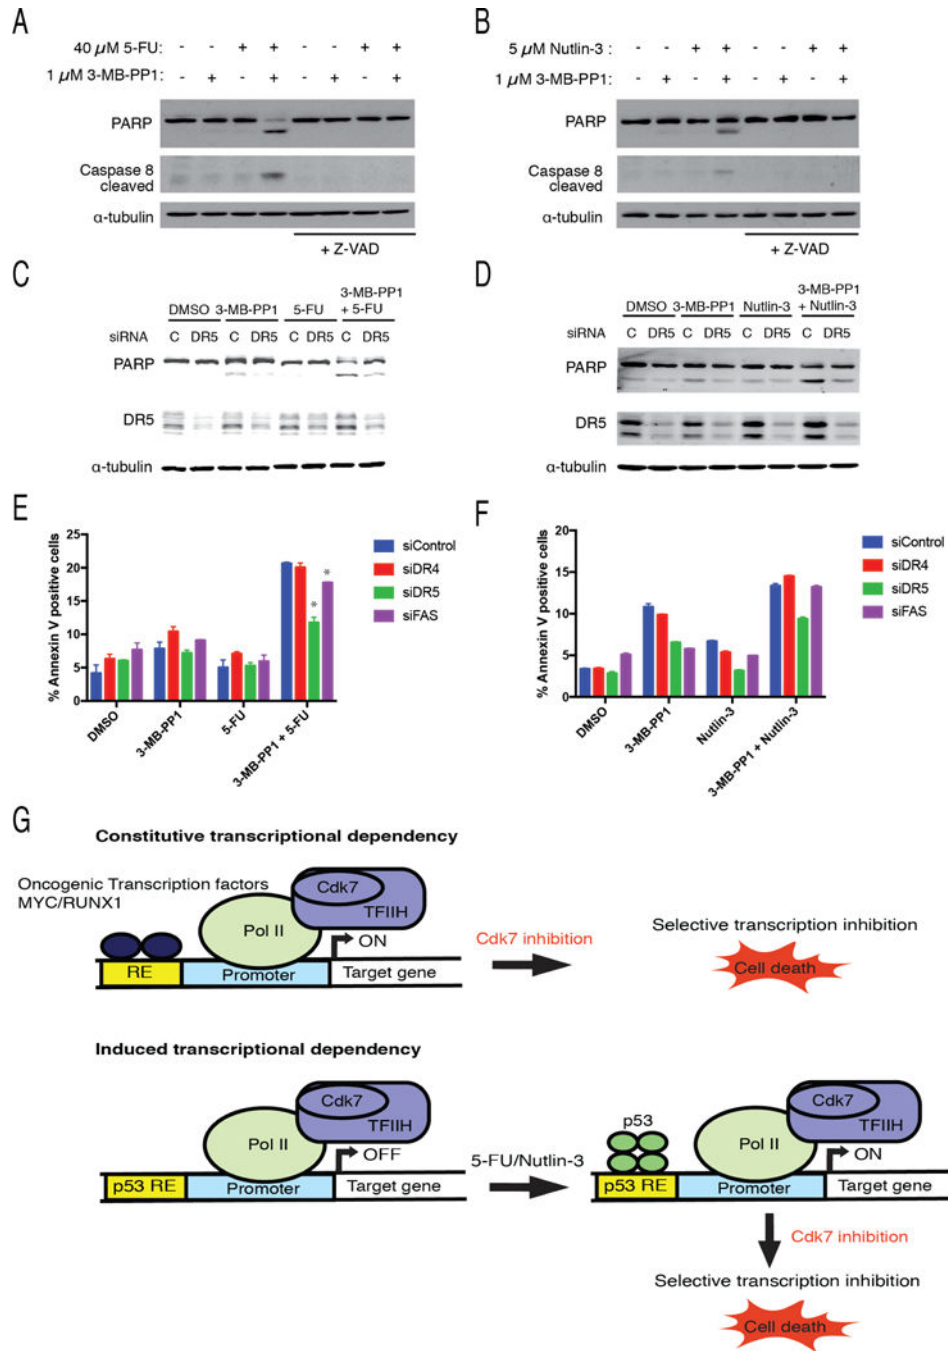 A
40 µM 5-FU: - - + + - - + +
1 µM 3-MB-PP1: - + - + - + - +
PARP
Caspase 8
cleaved
α-tubulin
+ Z-VAD
B
5 µM Nutlin-3 : - - + + - - + +
1 µM 3-MB-PP1: - + - + - + - +
PARP
Caspase 8
cleaved
α-tubulin
+ Z-VAD
C
DMSO 3-MB-PP1 5-FU 3-MB-PP1
+ 5-FU
siRNA C DR5 C DR5 C DR5 C DR5
PARP
DR5
α-tubulin
D
DMSO 3-MB-PP1 Nutlin-3 3-MB-PP1
+ Nutlin-3
siRNA C DR5 C DR5 C DR5 C DR5
PARP
DR5
α-tubulin
E
% Annexin V positive cells
25
20
15
10
5
0
* *
DMSO
3-MB-PP1
5-FU
3-MB-PP1 + 5-FU
siControl
siDR4
siDR5
siFAS
F
% Annexin V positive cells
20
15
10
5
0
DMSO
3-MB-PP1
Nutlin-3
3-MB-PP1 + Nutlin-3
siControl
siDR4
siDR5
siFAS
G
Constitutive transcriptional dependency
Oncogenic Transcription factors
MYC/RUNX1
Cdk7
TFIIH
Pol II
ON
RE Promoter Target gene
Cdk7 inhibition
Selective transcription inhibition
Cell death
Induced transcriptional dependency
Cdk7
TFIIH
Pol II
OFF
p53 RE Promoter Target gene
5-FU/Nutlin-3
p53
Cdk7
TFIIH
Pol II
ON
p53 RE Promoter Target gene
Cdk7 inhibition
Selective transcription inhibition
Cell death